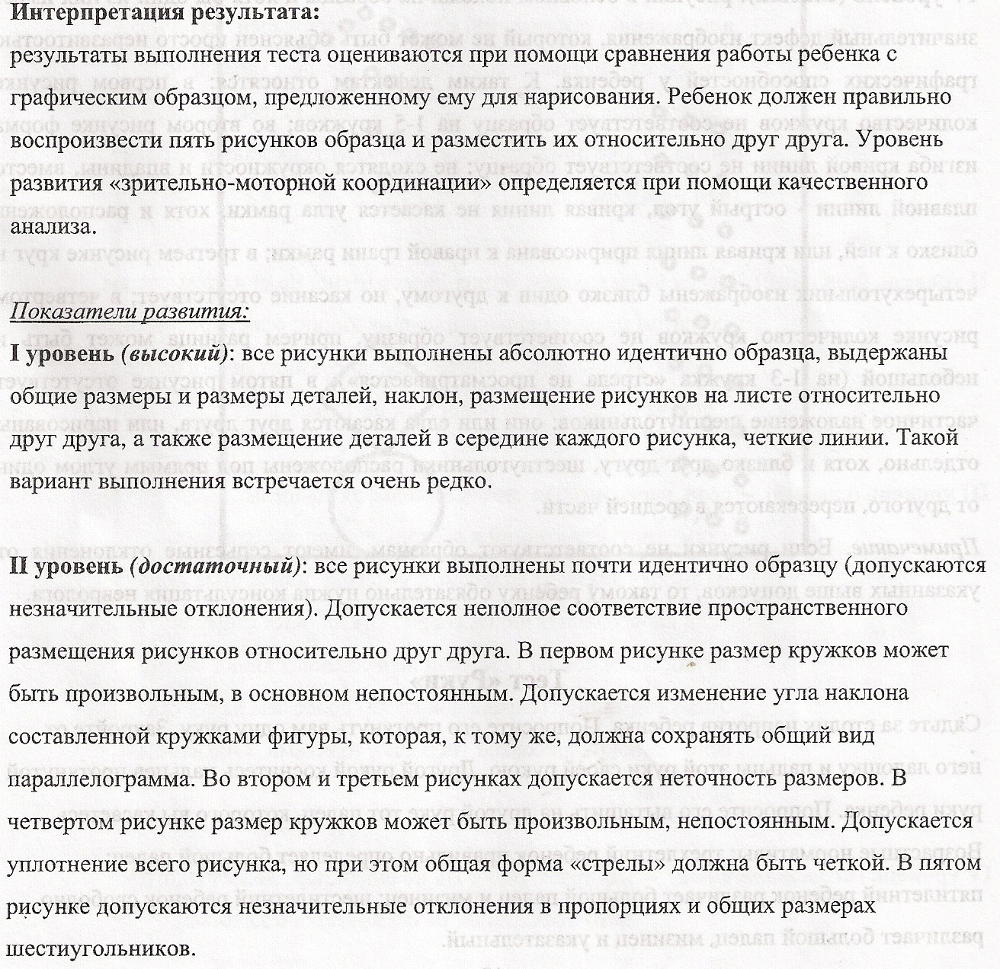 Интерпретация результата:
результаты выполнения теста оцениваются при помощи сравнения работы ребенка с
графическим образцом, предложенному ему для нарисования. Ребенок должен правильно
воспроизвести пять рисунков образца и разместить их относительно друг друга. Уровень
развития «зрительно-моторной координации» определяется при помощи качественного
анализа.
Показатели развития:
I уровень (высокий): все рисунки выполнены абсолютно идентично образца, выдержаны
общие размеры и размеры деталей, наклон, размещение рисунков на листе относительно
друг друга, а также размещение деталей в середине каждого рисунка, четкие линии. Такой
вариант выполнения встречается очень редко.
II уровень (достаточный): все рисунки выполнены почти идентично образцу (допускаются
незначительные отклонения). Допускается неполное соответствие пространственного
размещения рисунков относительно друг друга. В первом рисунке размер кружков может
быть произвольным, в основном непостоянным. Допускается изменение угла наклона
составленной кружками фигуры, которая, к тому же, должна сохранять общий вид
параллелограмма. Во втором и третьем рисунках допускается неточность размеров. В
четвертом рисунке размер кружков может быть произвольным, непостоянным. Допускается
уплотнение всего рисунка, но при этом общая форма «стрелы» должна быть четкой. В пятом
рисунке допускаются незначительные отклонения в пропорциях и общих размерах
шестиугольников.